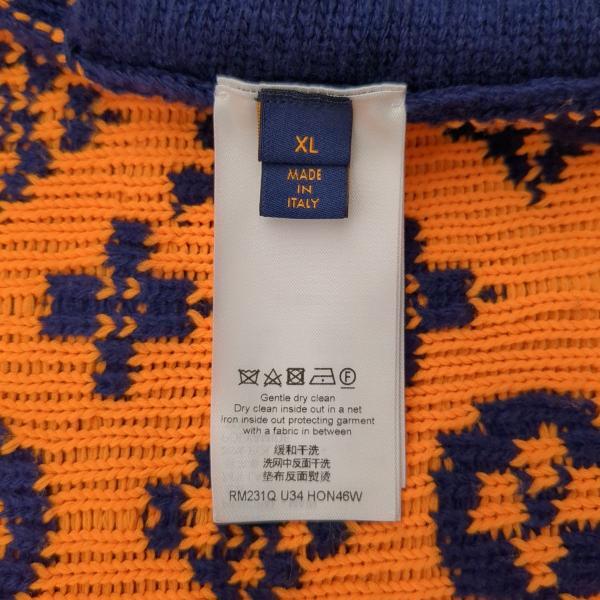 XL
MADE
IN
ITALY
Gentle dry clean
Dry clean inside out in a net
Iron inside out protecting garment
with a fabric in between
缓和干洗
洗网中反面干洗
垫布反面熨烫
RM231Q U34 HON46W